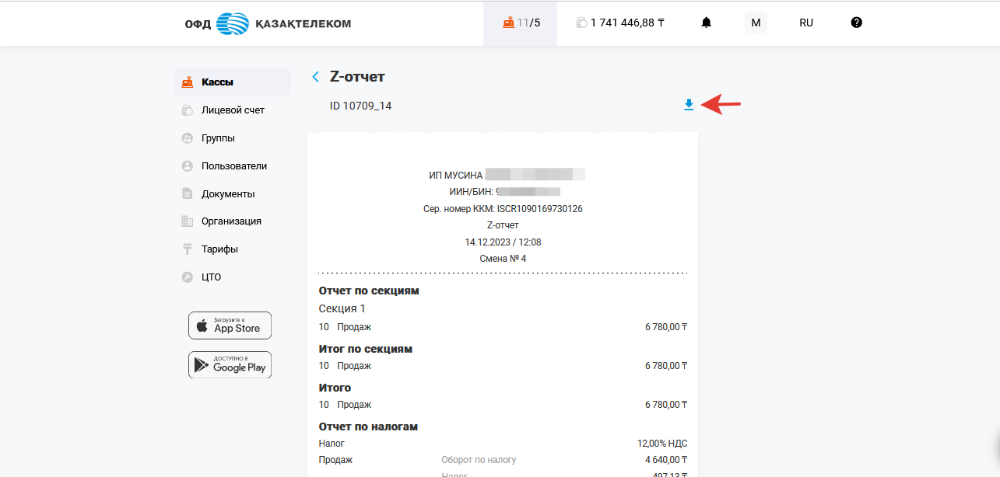 ОФД ҚАЗАҚТЕЛЕКОМ
11/5
1 741 446,88 ₸
M
RU
Кассы
Лицевой счет
Группы
Пользователи
Документы
Организация
Тарифы
ЦТО
Загрузите в
App Store
ДОСТУПНО В
Google Play
Z-отчет
ID 10709_14
ИП МУСИНА
ИИН/БИН: 9
Сер. номер ККМ: ISCR1090169730126
Z-отчет
14.12.2023 / 12:08
Смена № 4
Отчет по секциям
Секция 1
10 Продаж 6 780,00 ₸
Итог по секциям
10 Продаж 6 780,00 ₸
Итого
10 Продаж 6 780,00 ₸
Отчет по налогам
Налог 12,00% НДС
Продаж Оборот по налогу 4 640,00 ₸
Налог 497,13 ₸